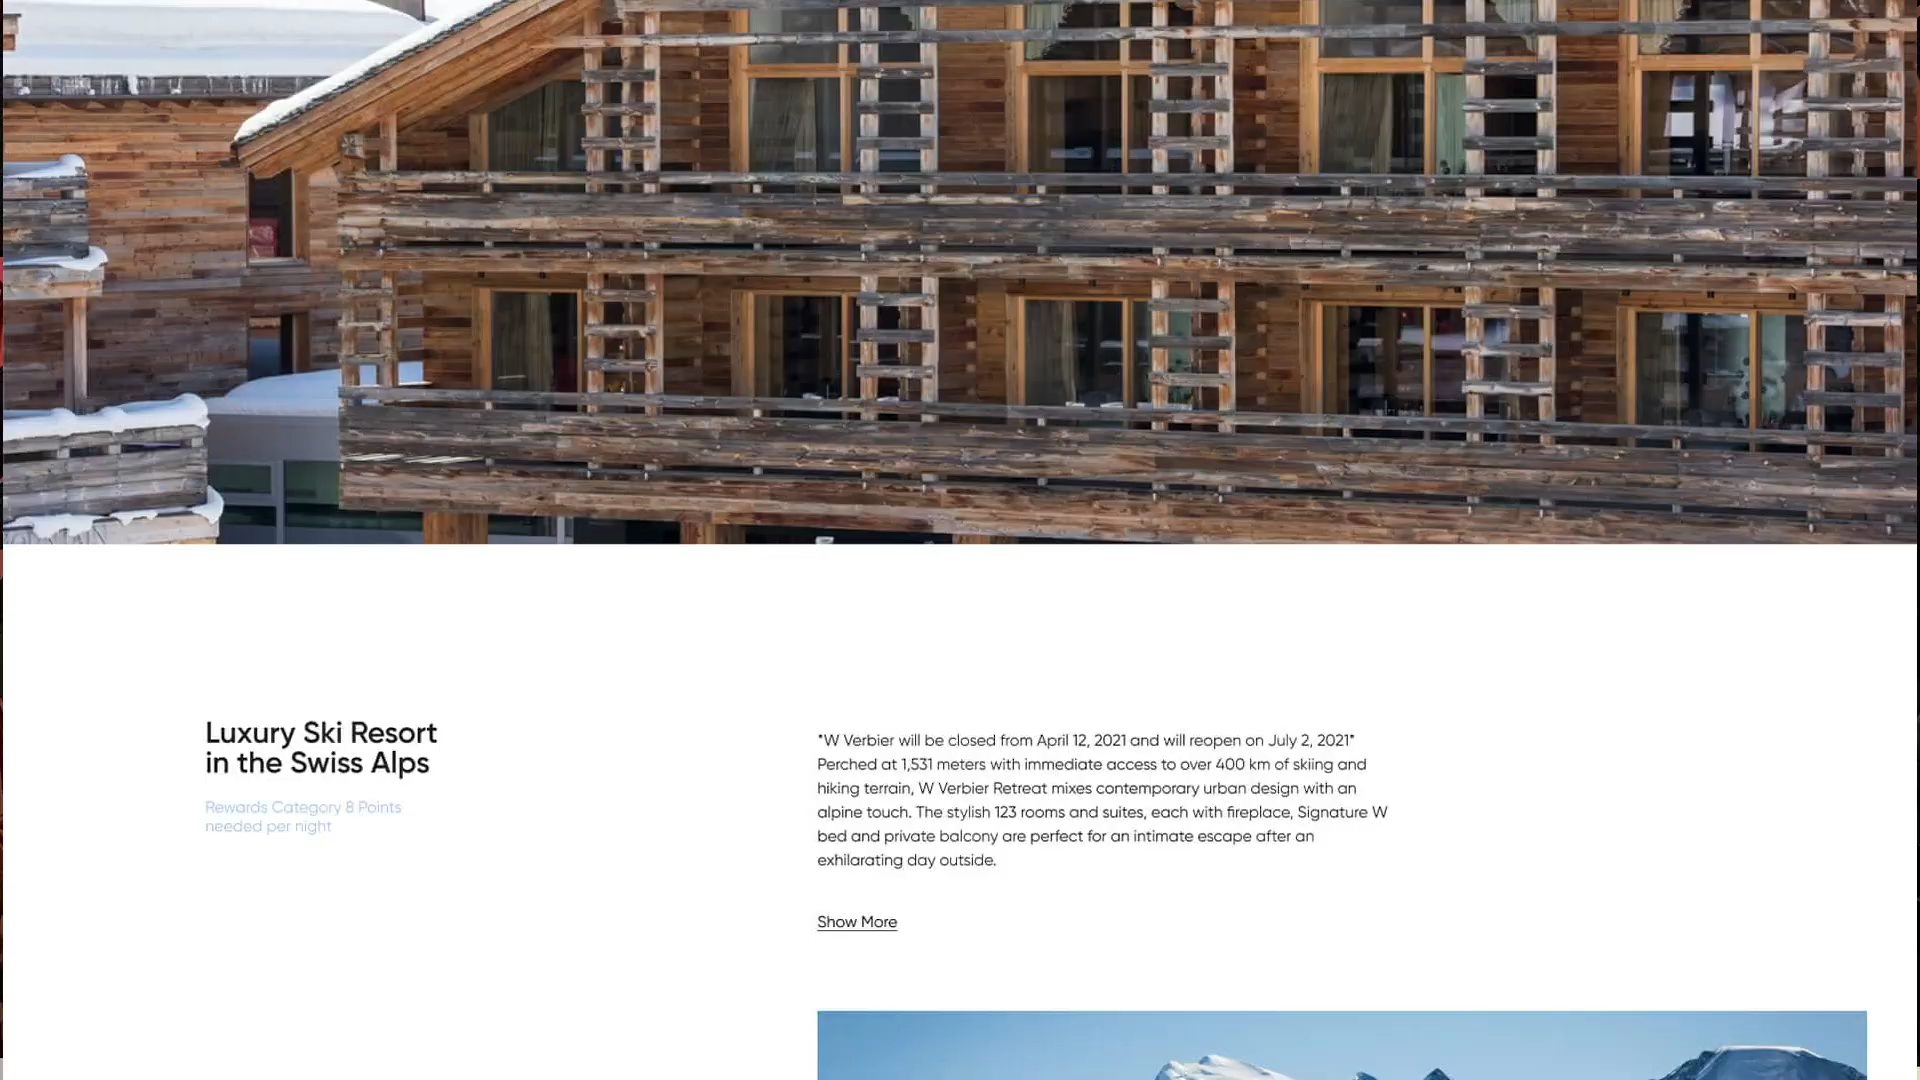 Luxury Ski Resort
in the Swiss Alps
Rewards Category 8 Points
needed per night
*W Verbier will be closed from April 12, 2021 and will reopen on July 2, 2021*
Perched at 1,531 meters with immediate access to over 400 km of skiing and
hiking terrain, W Verbier Retreat mixes contemporary urban design with an
alpine touch. The stylish 123 rooms and suites, each with fireplace, Signature W
bed and private balcony are perfect for an intimate escape after an
exhilarating day outside.
Show More